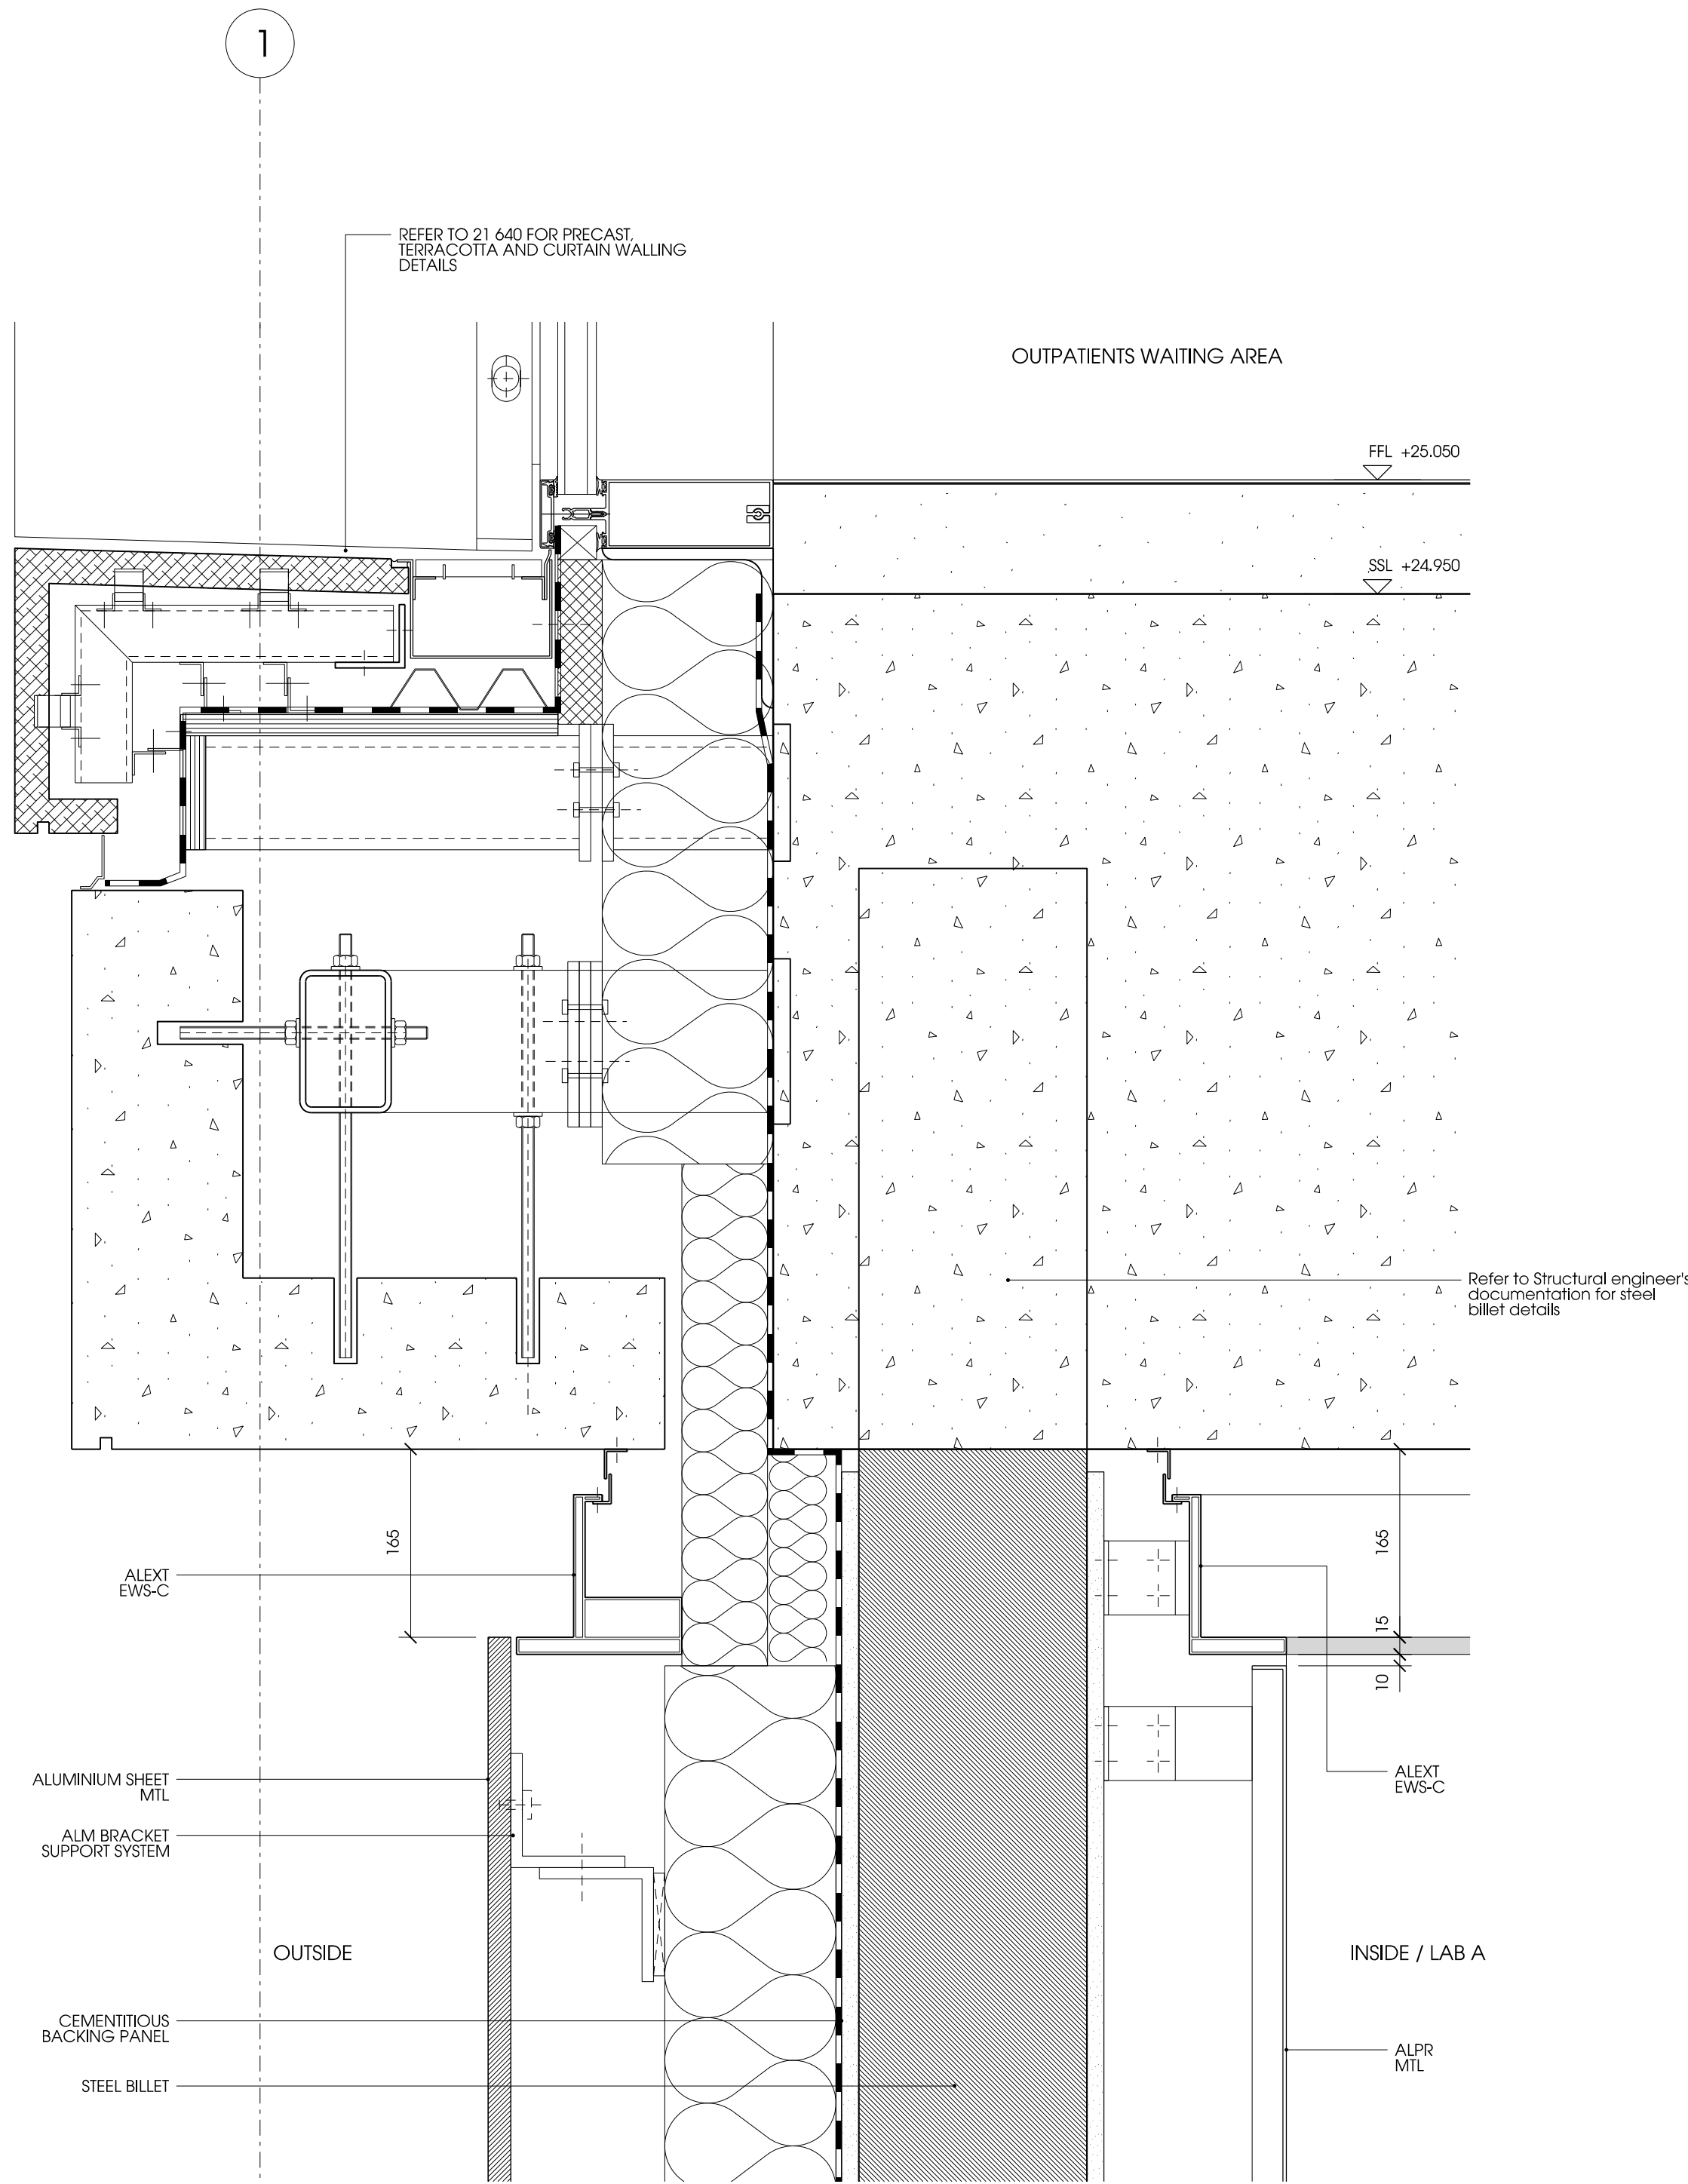 1
REFER TO 21 640 FOR PRECAST,
TERRACOTTA AND CURTAIN WALLING
DETAILS
OUTPATIENTS WAITING AREA
FFL +25.050
SSL +24.950
Refer to Structural engineer's
documentation for steel
billet details
165
ALEXT
EWS-C
165
15
10
ALUMINIUM SHEET
MTL
ALEXT
EWS-C
ALM BRACKET
SUPPORT SYSTEM
OUTSIDE
INSIDE / LAB A
CEMENTITIOUS
BACKING PANEL
ALPR
MTL
STEEL BILLET